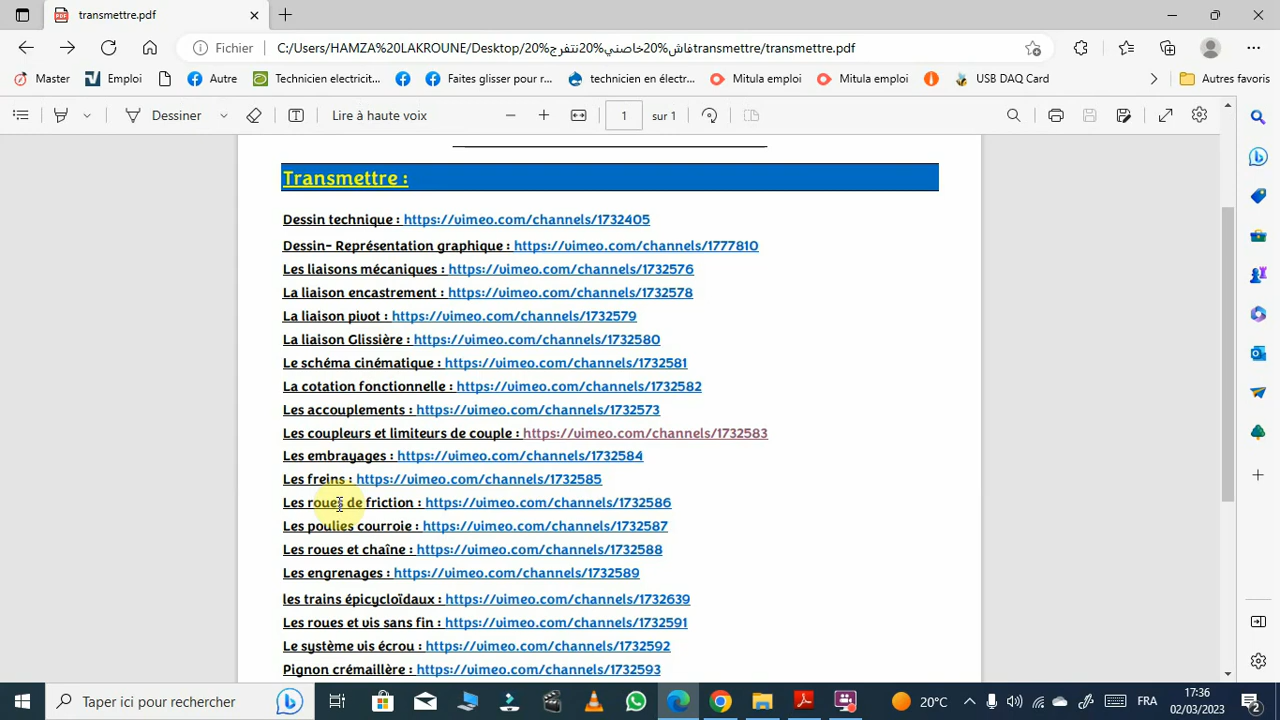 transmettre.pdf
Fichier C:/Users/HAMZA%20LAKROUNE/Desktop/20%نتفرج%20خاصني%20فاشtransmettre/transmettre.pdf
Master Emploi Autre Technicien electricit... Faites glisser pour r... technicien en électr... Mitula emploi Mitula emploi USB DAQ Card Autres favoris
Dessiner Lire à haute voix 1 sur 1
Transmettre :
Dessin technique : https://vimeo.com/channels/1732405
Dessin- Représentation graphique : https://vimeo.com/channels/1777810
Les liaisons mécaniques : https://vimeo.com/channels/1732576
La liaison encastrement : https://vimeo.com/channels/1732578
La liaison pivot : https://vimeo.com/channels/1732579
La liaison Glissière : https://vimeo.com/channels/1732580
Le schéma cinématique : https://vimeo.com/channels/1732581
La cotation fonctionnelle : https://vimeo.com/channels/1732582
Les accouplements : https://vimeo.com/channels/1732573
Les coupleurs et limiteurs de couple : https://vimeo.com/channels/1732583
Les embrayages : https://vimeo.com/channels/1732584
Les freins : https://vimeo.com/channels/1732585
Les roues de friction : https://vimeo.com/channels/1732586
Les poulies courroie : https://vimeo.com/channels/1732587
Les roues et chaîne : https://vimeo.com/channels/1732588
Les engrenages : https://vimeo.com/channels/1732589
les trains épicycloïdaux : https://vimeo.com/channels/1732639
Les roues et vis sans fin : https://vimeo.com/channels/1732591
Le système vis écrou : https://vimeo.com/channels/1732592
Pignon crémaillère : https://vimeo.com/channels/1732593
Taper ici pour rechercher 20°C FRA 17:36
02/03/2023 2